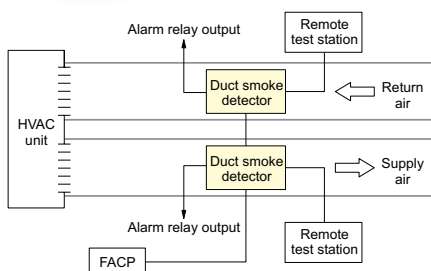 Alarm relay output
Remote
test station
Duct smoke
detector
Return
air
HVAC
unit
Duct smoke
detector
Supply
air
Alarm relay output
Remote
test station
FACP